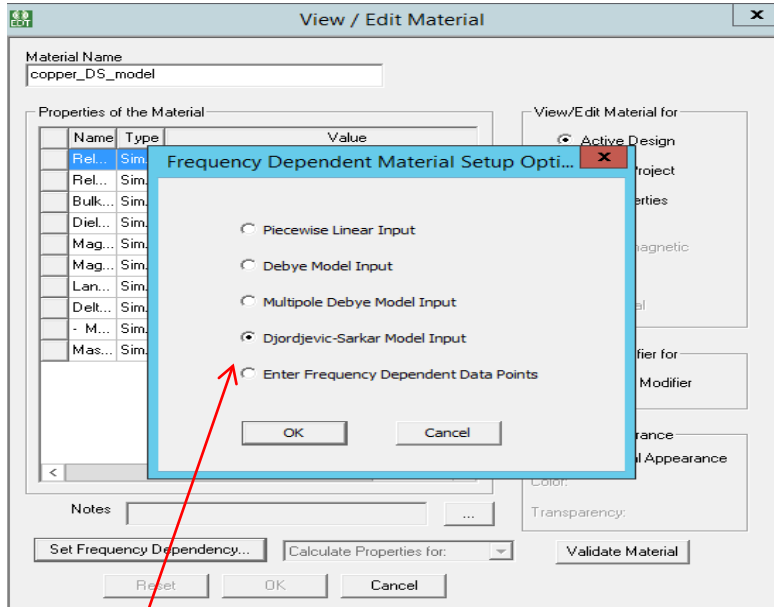 EDT
View / Edit Material
x
Material Name
copper_DS_model
Properties of the Material
View/Edit Material for
Name Type Value
Active Design
Rel... Sim.
Rel... Sim.
Bulk... Sim.
Diel... Sim.
Mag... Sim.
Mag... Sim.
Lan... Sim.
Delt... Sim.
- M... Sim.
Mas... Sim.
Frequency Dependent Material Setup Opti... x
Piecewise Linear Input
Debye Model Input
Multipole Debye Model Input
Djordjevic-Sarkar Model Input
Enter Frequency Dependent Data Points
OK Cancel
roject
erties
agnetic
al
fier for
Modifier
rance
l Appearance
Color:
Notes ...
Transparency:
Set Frequency Dependency... Calculate Properties for: Validate Material
Reset OK Cancel